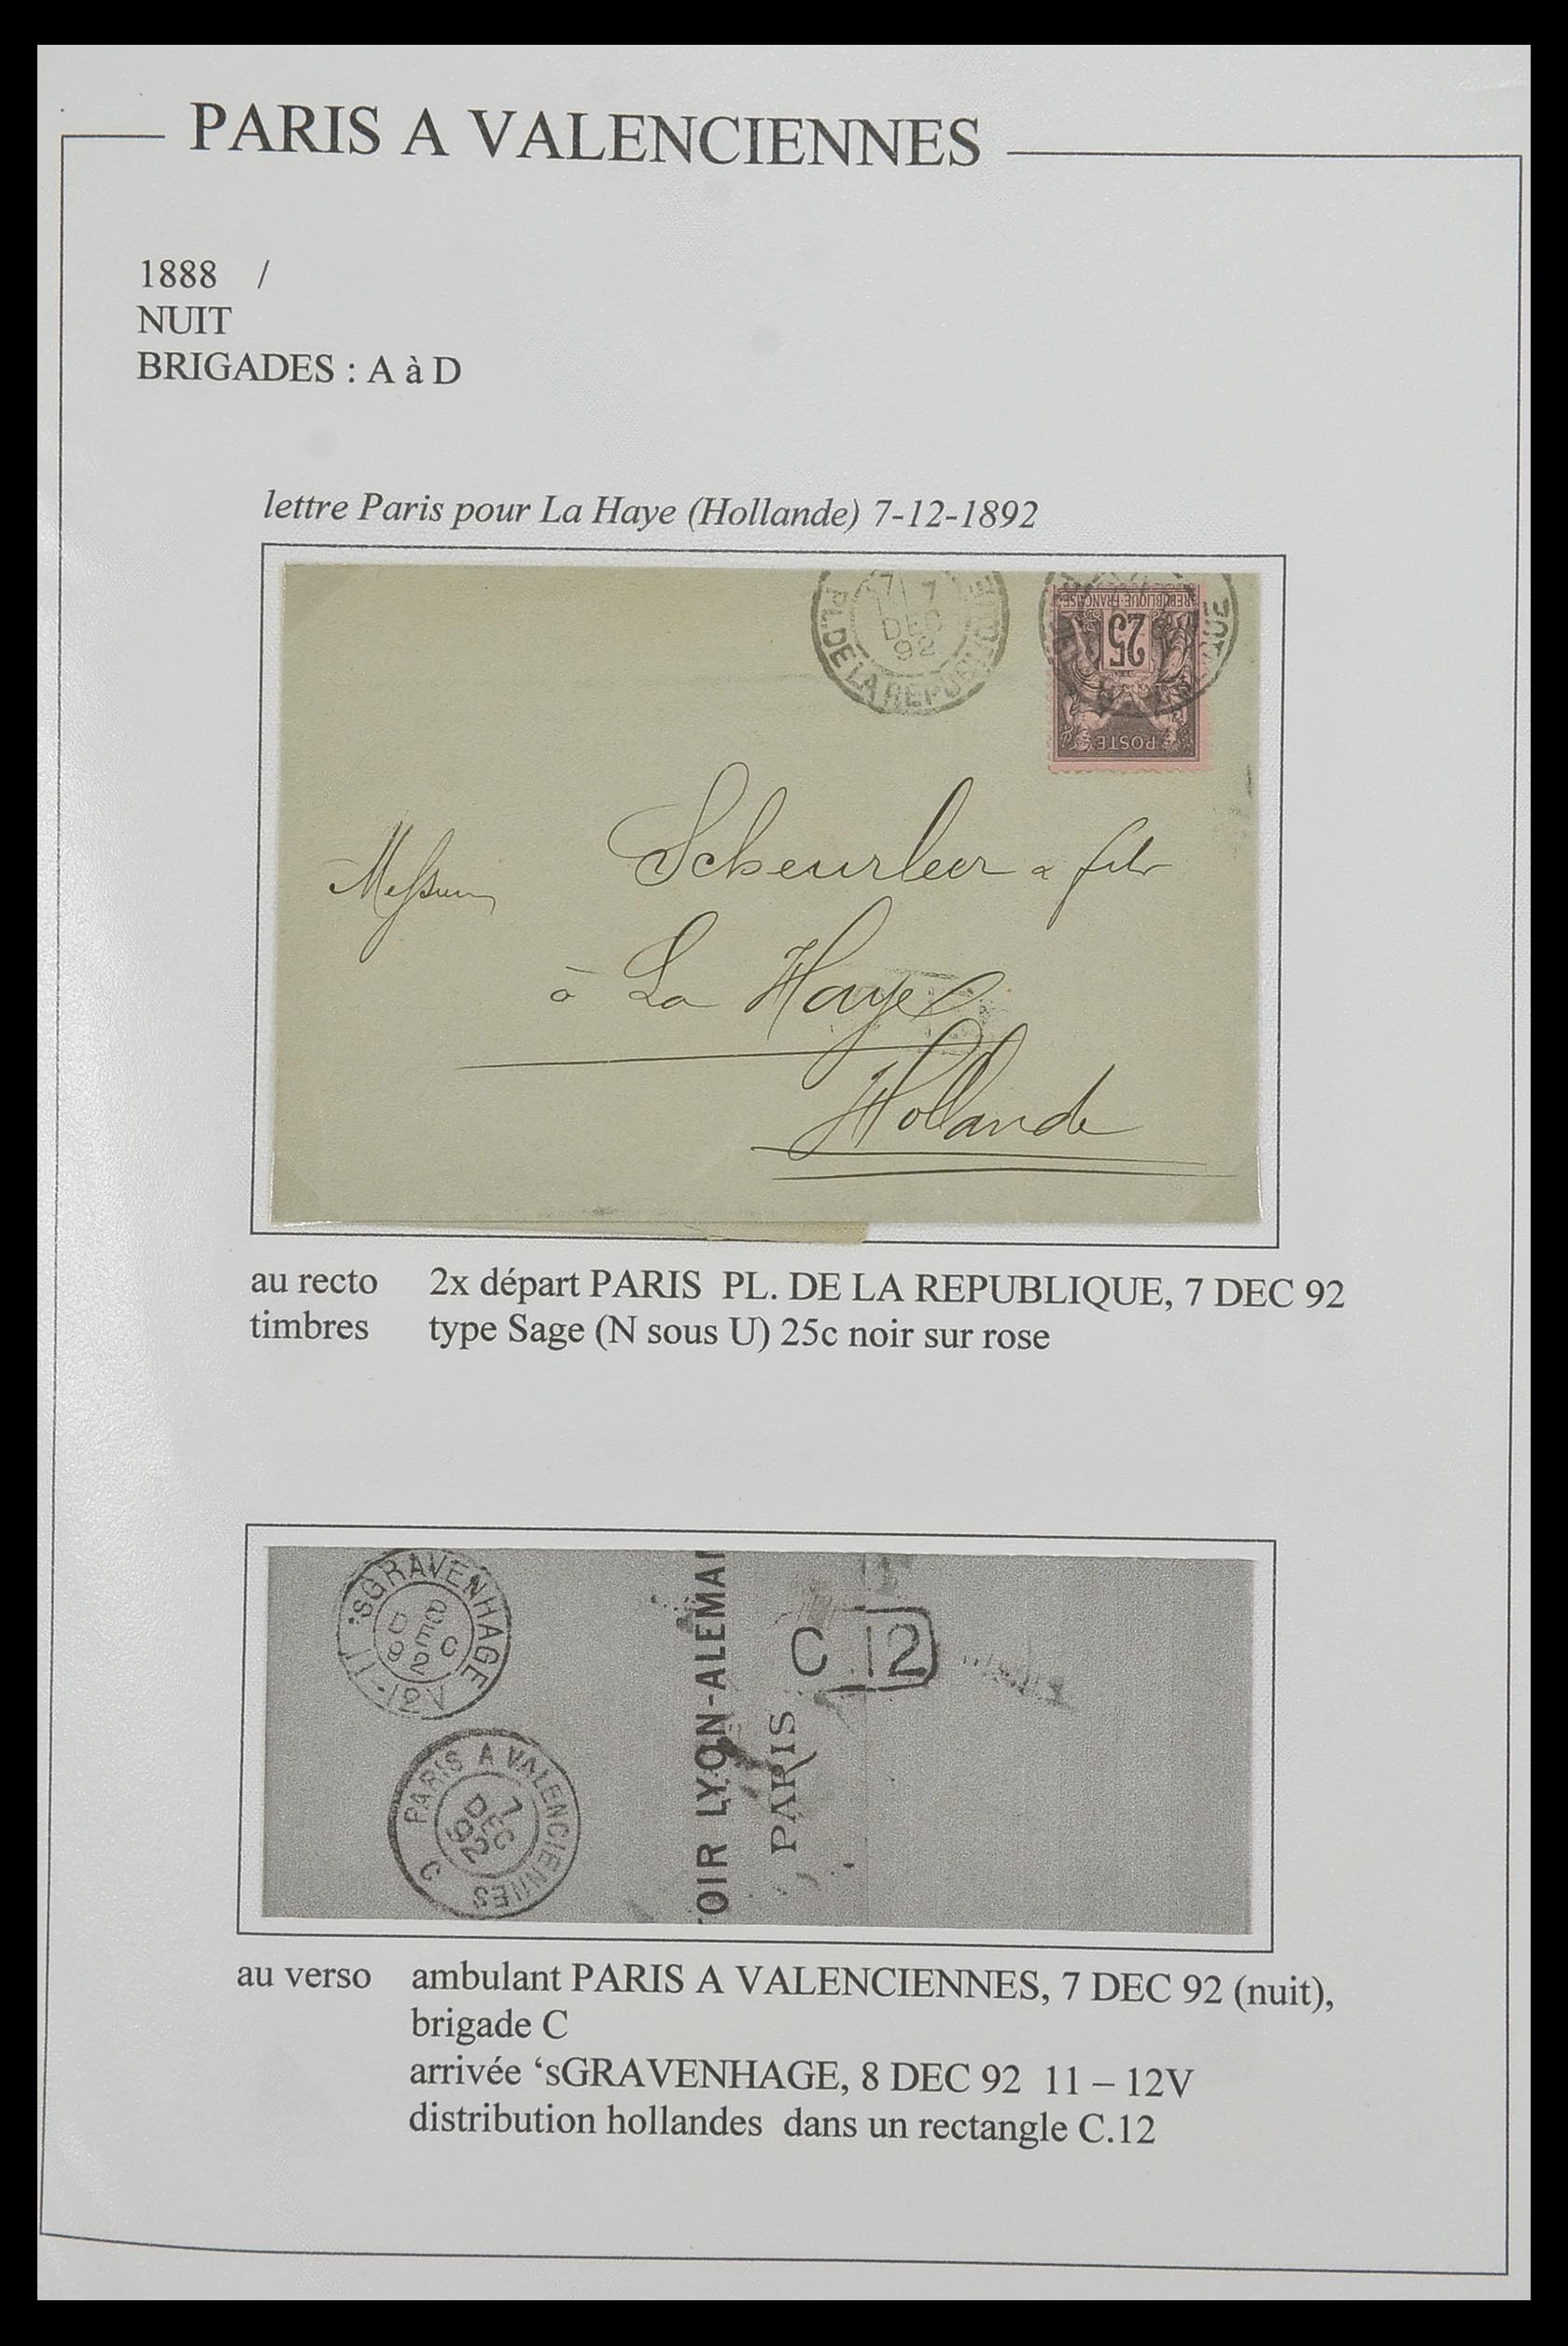 PARIS A VALENCIENNES
1888 /
NUIT
BRIGADES : A à D
lettre Paris pour La Haye (Hollande) 7-12-1892
7 DEC 92
PL. DE LA REPUBLIQUE
REPUBLIQUE FRANÇAISE
25
POSTE
Messieurs Scheurleer & fils
à La Haye
Hollande
au recto 2x départ PARIS PL. DE LA REPUBLIQUE, 7 DEC 92
timbres type Sage (N sous U) 25c noir sur rose
'sGRAVENHAGE
8 DEC 92
11-12V
PARIS A VALENCIENNES
7 DEC 92
C
OIR LYON-ALEMAN
PARIS
C 12
au verso ambulant PARIS A VALENCIENNES, 7 DEC 92 (nuit),
brigade C
arrivée ‘sGRAVENHAGE, 8 DEC 92 11 – 12V
distribution hollandes dans un rectangle C.12